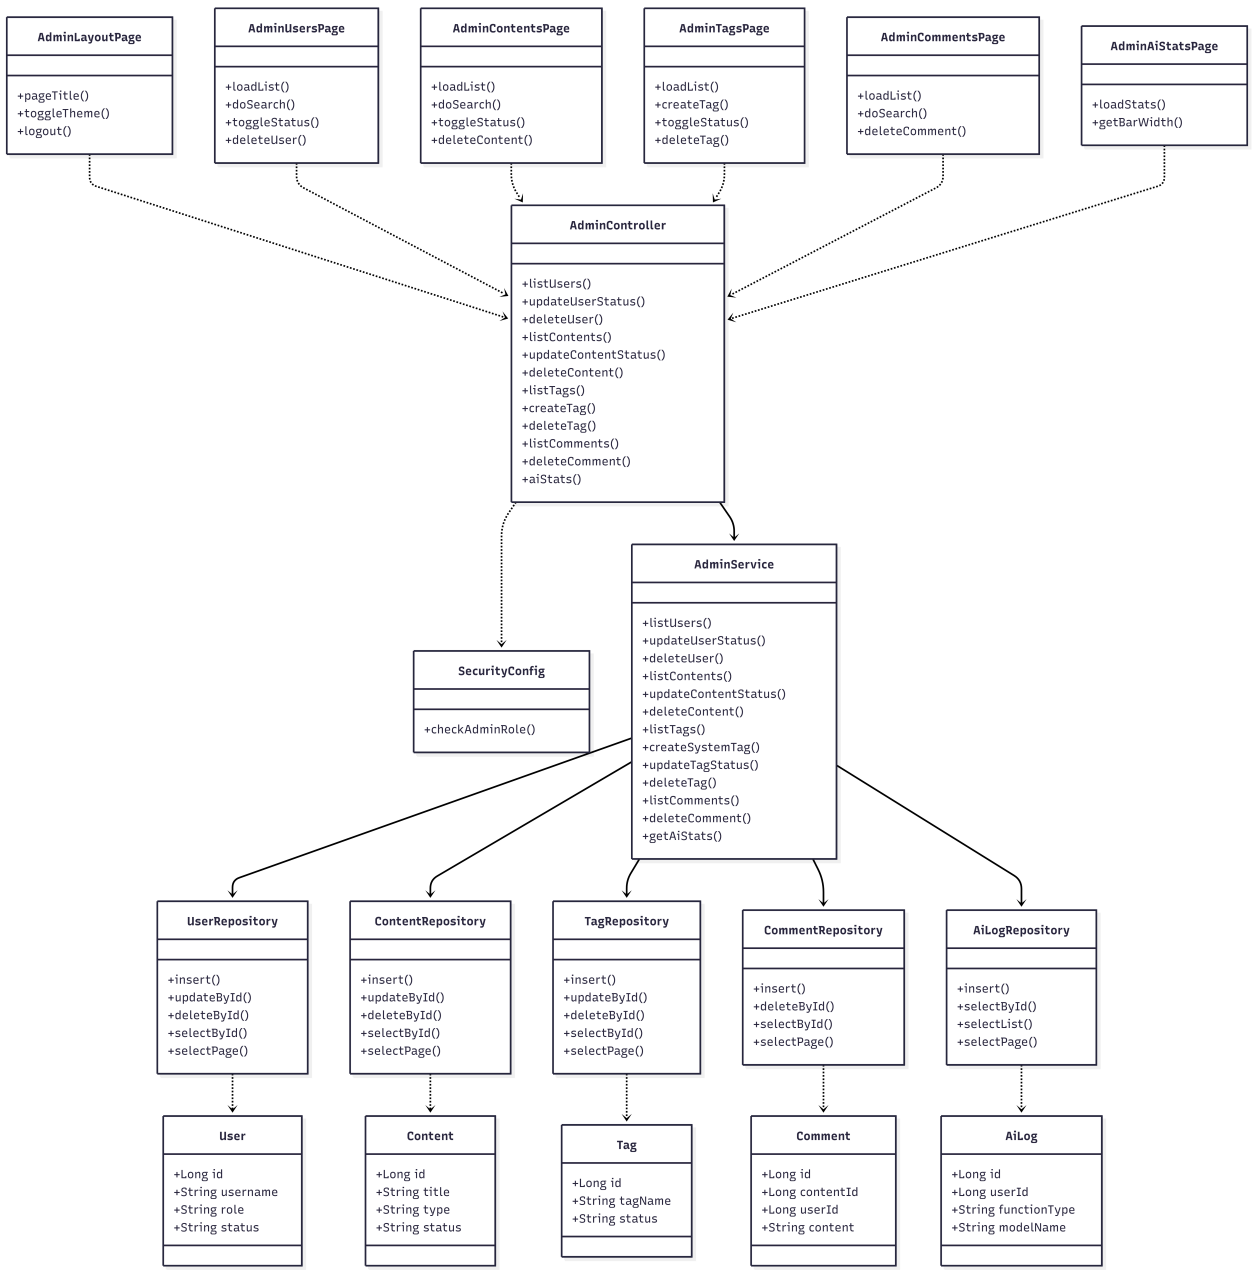 AdminLayoutPage
+pageTitle()
+toggleTheme()
+logout()
AdminUsersPage
+loadList()
+doSearch()
+toggleStatus()
+deleteUser()
AdminContentsPage
+loadList()
+doSearch()
+toggleStatus()
+deleteContent()
AdminTagsPage
+loadList()
+createTag()
+toggleStatus()
+deleteTag()
AdminCommentsPage
+loadList()
+doSearch()
+deleteComment()
AdminAiStatsPage
+loadStats()
+getBarWidth()
AdminController
+listUsers()
+updateUserStatus()
+deleteUser()
+listContents()
+updateContentStatus()
+deleteContent()
+listTags()
+createTag()
+deleteTag()
+listComments()
+deleteComment()
+aiStats()
SecurityConfig
+checkAdminRole()
AdminService
+listUsers()
+updateUserStatus()
+deleteUser()
+listContents()
+updateContentStatus()
+deleteContent()
+listTags()
+createSystemTag()
+updateTagStatus()
+deleteTag()
+listComments()
+deleteComment()
+getAiStats()
UserRepository
+insert()
+updateById()
+deleteById()
+selectById()
+selectPage()
ContentRepository
+insert()
+updateById()
+deleteById()
+selectById()
+selectPage()
TagRepository
+insert()
+updateById()
+deleteById()
+selectById()
+selectPage()
CommentRepository
+insert()
+deleteById()
+selectById()
+selectPage()
AiLogRepository
+insert()
+selectById()
+selectList()
+selectPage()
User
+Long id
+String username
+String role
+String status
Content
+Long id
+String title
+String type
+String status
Tag
+Long id
+String tagName
+String status
Comment
+Long id
+Long contentId
+Long userId
+String content
AiLog
+Long id
+Long userId
+String functionType
+String modelName